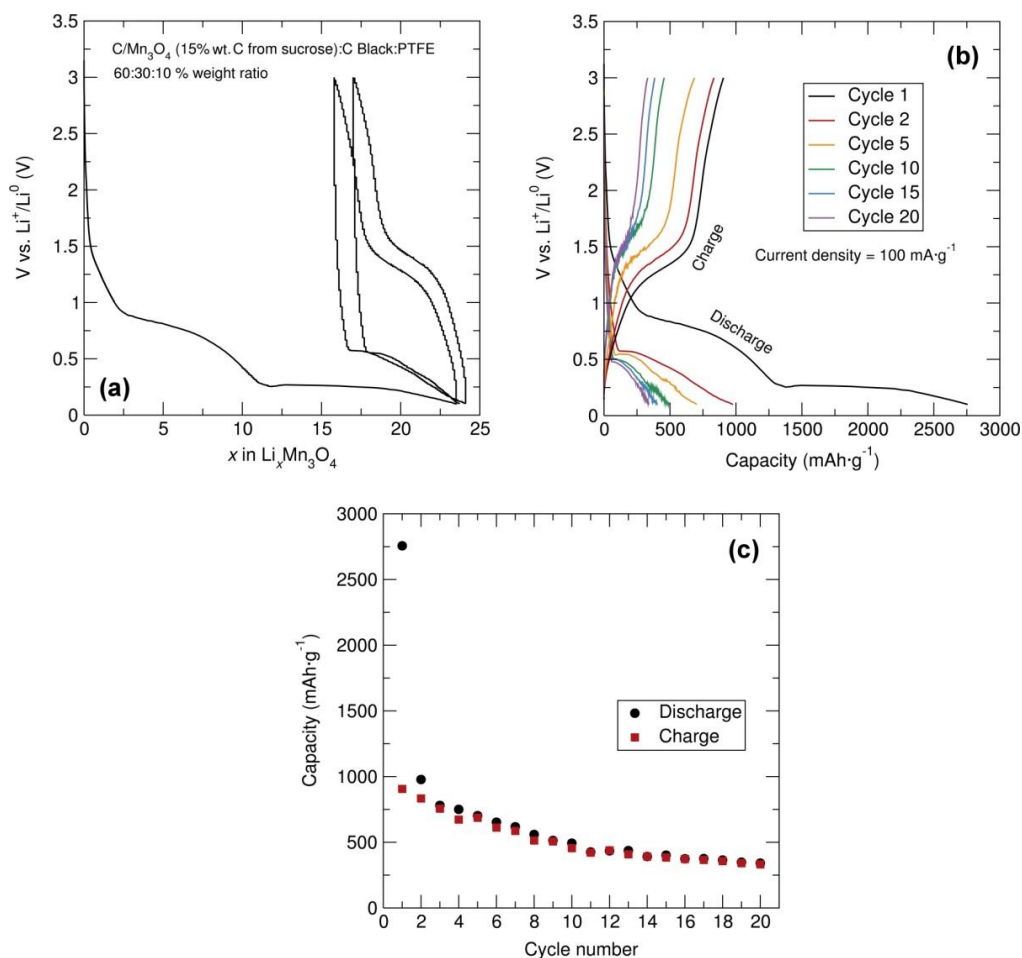 C/Mn₃O₄ (15% wt. C from sucrose):C Black:PTFE
60:30:10 % weight ratio
V vs. Li⁺/Li⁰ (V)
3.5
3
2.5
2
1.5
1
0.5
0
(a)
0 5 10 15 20 25
x in LiₓMn₃O₄
(b)
V vs. Li⁺/Li⁰ (V)
3.5
3
2.5
2
1.5
1
0.5
0
Cycle 1
Cycle 2
Cycle 5
Cycle 10
Cycle 15
Cycle 20
Current density = 100 mA·g⁻¹
Charge
Discharge
0 500 1000 1500 2000 2500 3000
Capacity (mAh·g⁻¹)
(c)
Capacity (mAh·g⁻¹)
3000
2500
2000
1500
1000
500
0
Discharge
Charge
0 2 4 6 8 10 12 14 16 18 20
Cycle number